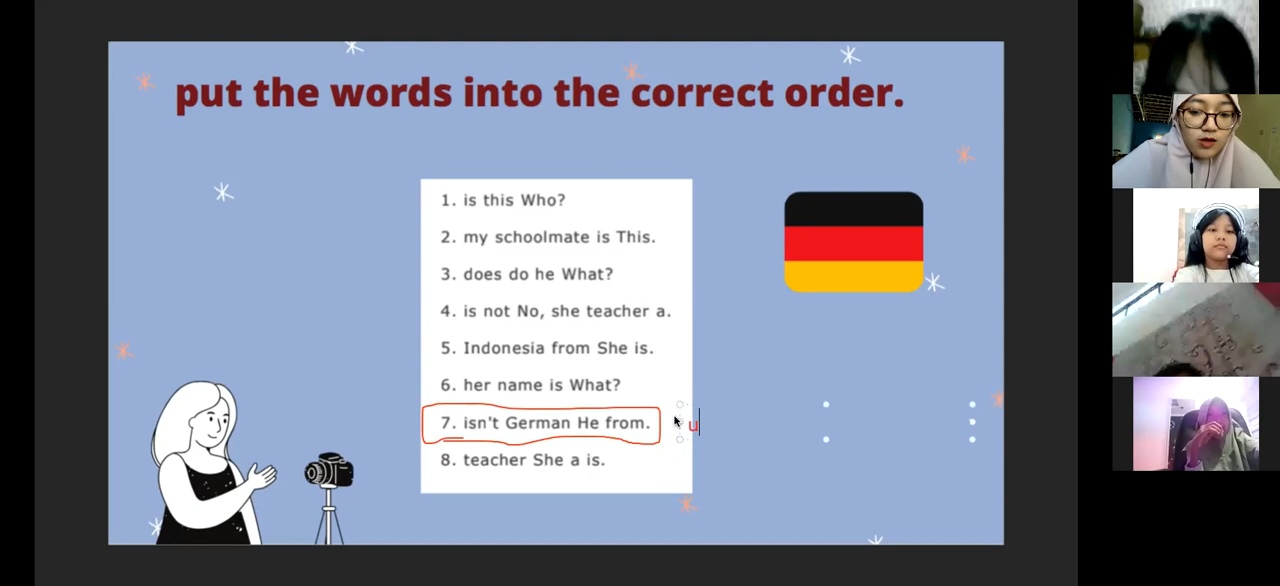 put the words into the correct order.
1. is this Who?
2. my schoolmate is This.
3. does do he What?
4. is not No, she teacher a.
5. Indonesia from She is.
6. her name is What?
7. isn't German He from.
u
8. teacher She a is.